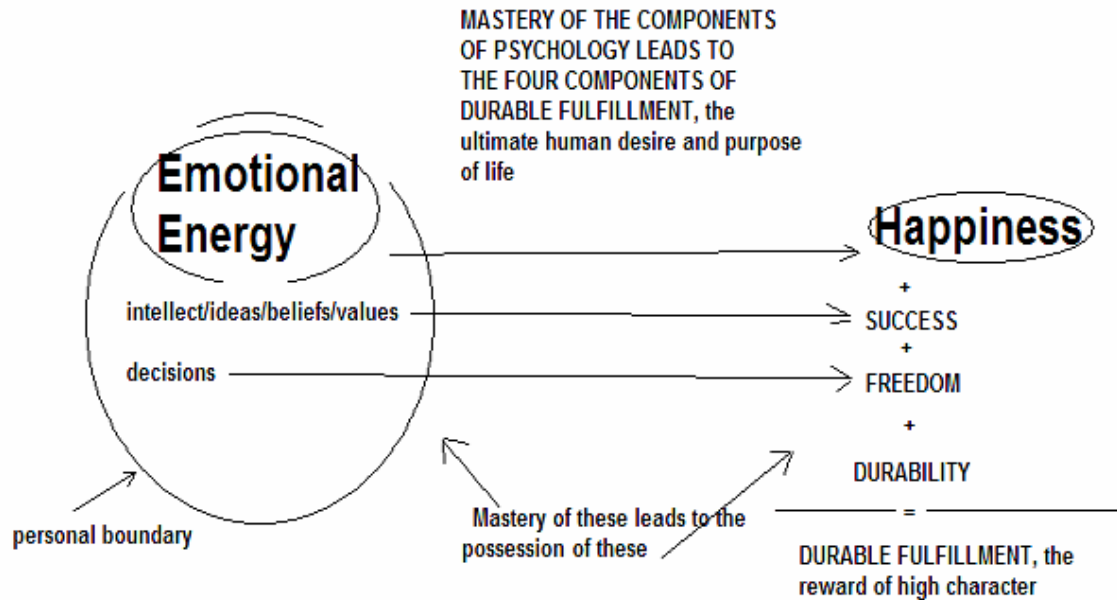 MASTERY OF THE COMPONENTS
OF PSYCHOLOGY LEADS TO
THE FOUR COMPONENTS OF
DURABLE FULFILLMENT, the
ultimate human desire and purpose
of life
Emotional
Energy
intellect/ideas/beliefs/values
decisions
personal boundary
Mastery of these leads to the
possession of these
Happiness
+
SUCCESS
+
FREEDOM
+
DURABILITY
=
DURABLE FULFILLMENT, the
reward of high character